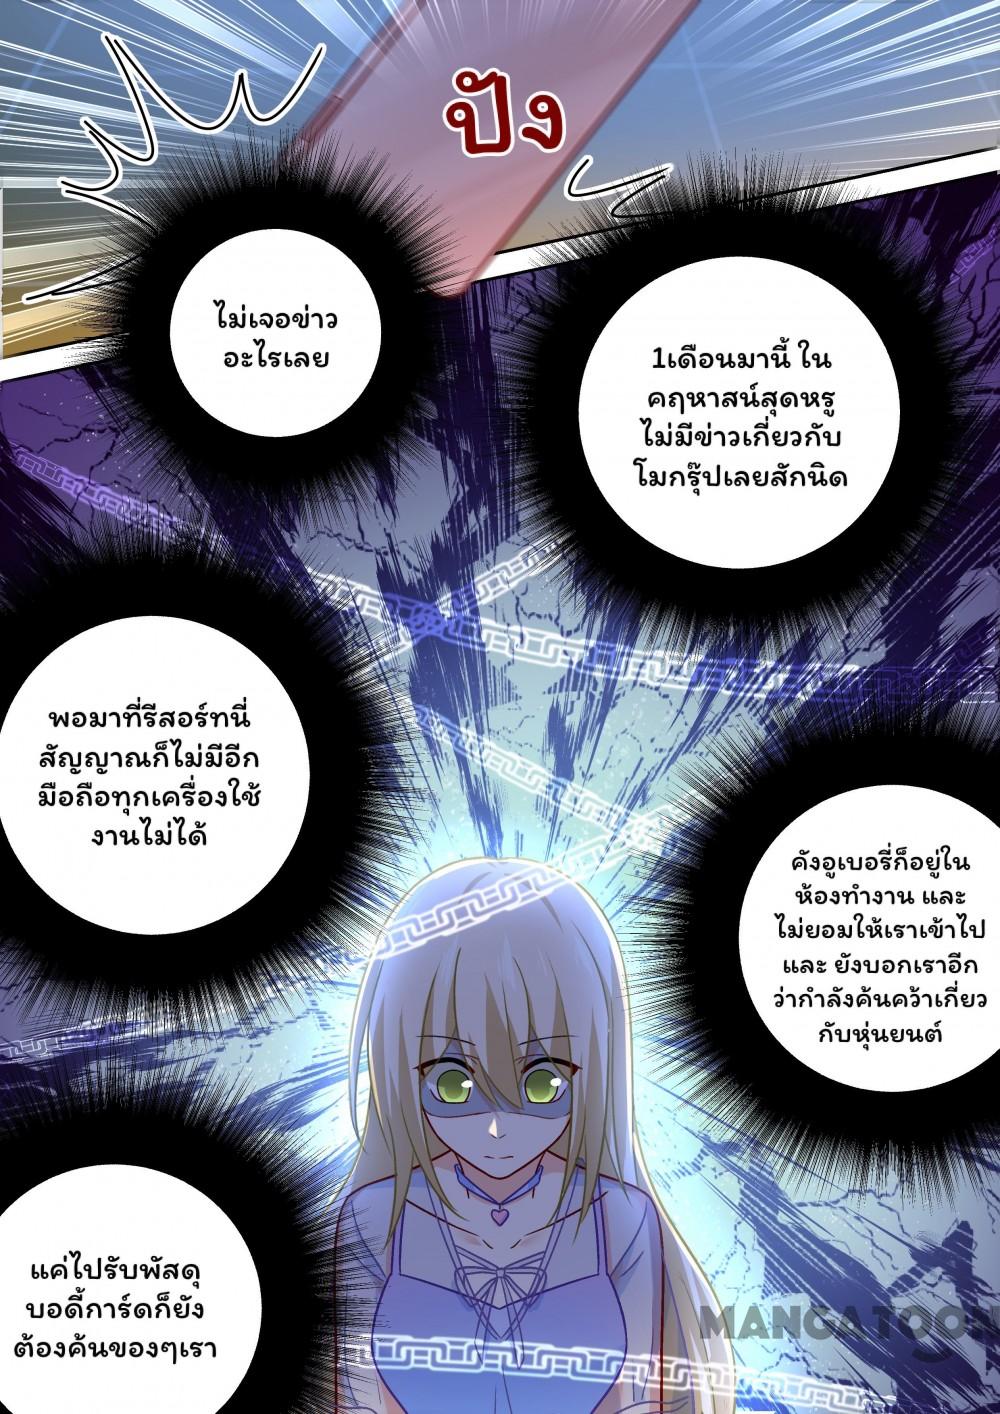 ปัง
ไม่เจอข่าว
อะไรเลย
1เดือนมานี้ ใน
คฤหาสน์สุดหรู
ไม่มีข่าวเกี่ยวกับ
โมกรุ๊ปเลยสักนิด
พอมาที่รีสอร์ทนี่
สัญญาณก็ไม่มีอีก
มือถือทุกเครื่องใช้
งานไม่ได้
คังอูเบอรี่ก็อยู่ใน
ห้องทำงาน และ
ไม่ยอมให้เราเข้าไป
และ ยังบอกเราอีก
ว่ากำลังค้นคว้าเกี่ยว
กับหุ่นยนต์
แค่ไปรับพัสดุ
บอดี้การ์ดก็ยัง
ต้องค้นของๆเรา
MANGATOON